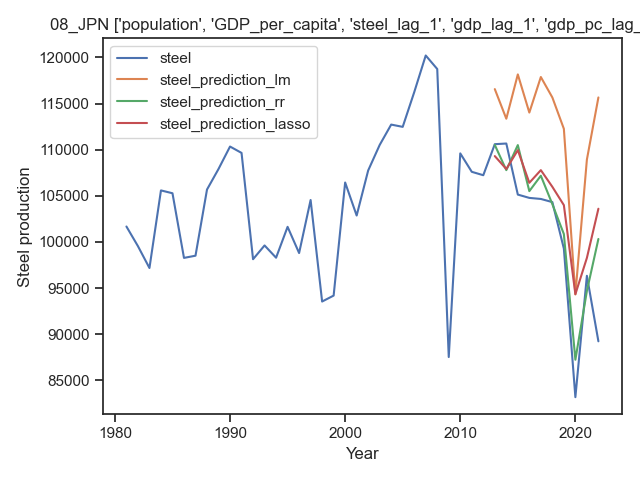 08_JPN ['population', 'GDP_per_capita', 'steel_lag_1', 'gdp_lag_1', 'gdp_pc_lag_
steel
steel_prediction_lm
steel_prediction_rr
steel_prediction_lasso
120000
115000
110000
105000
100000
95000
90000
85000
Steel production
1980
1990
2000
2010
2020
Year